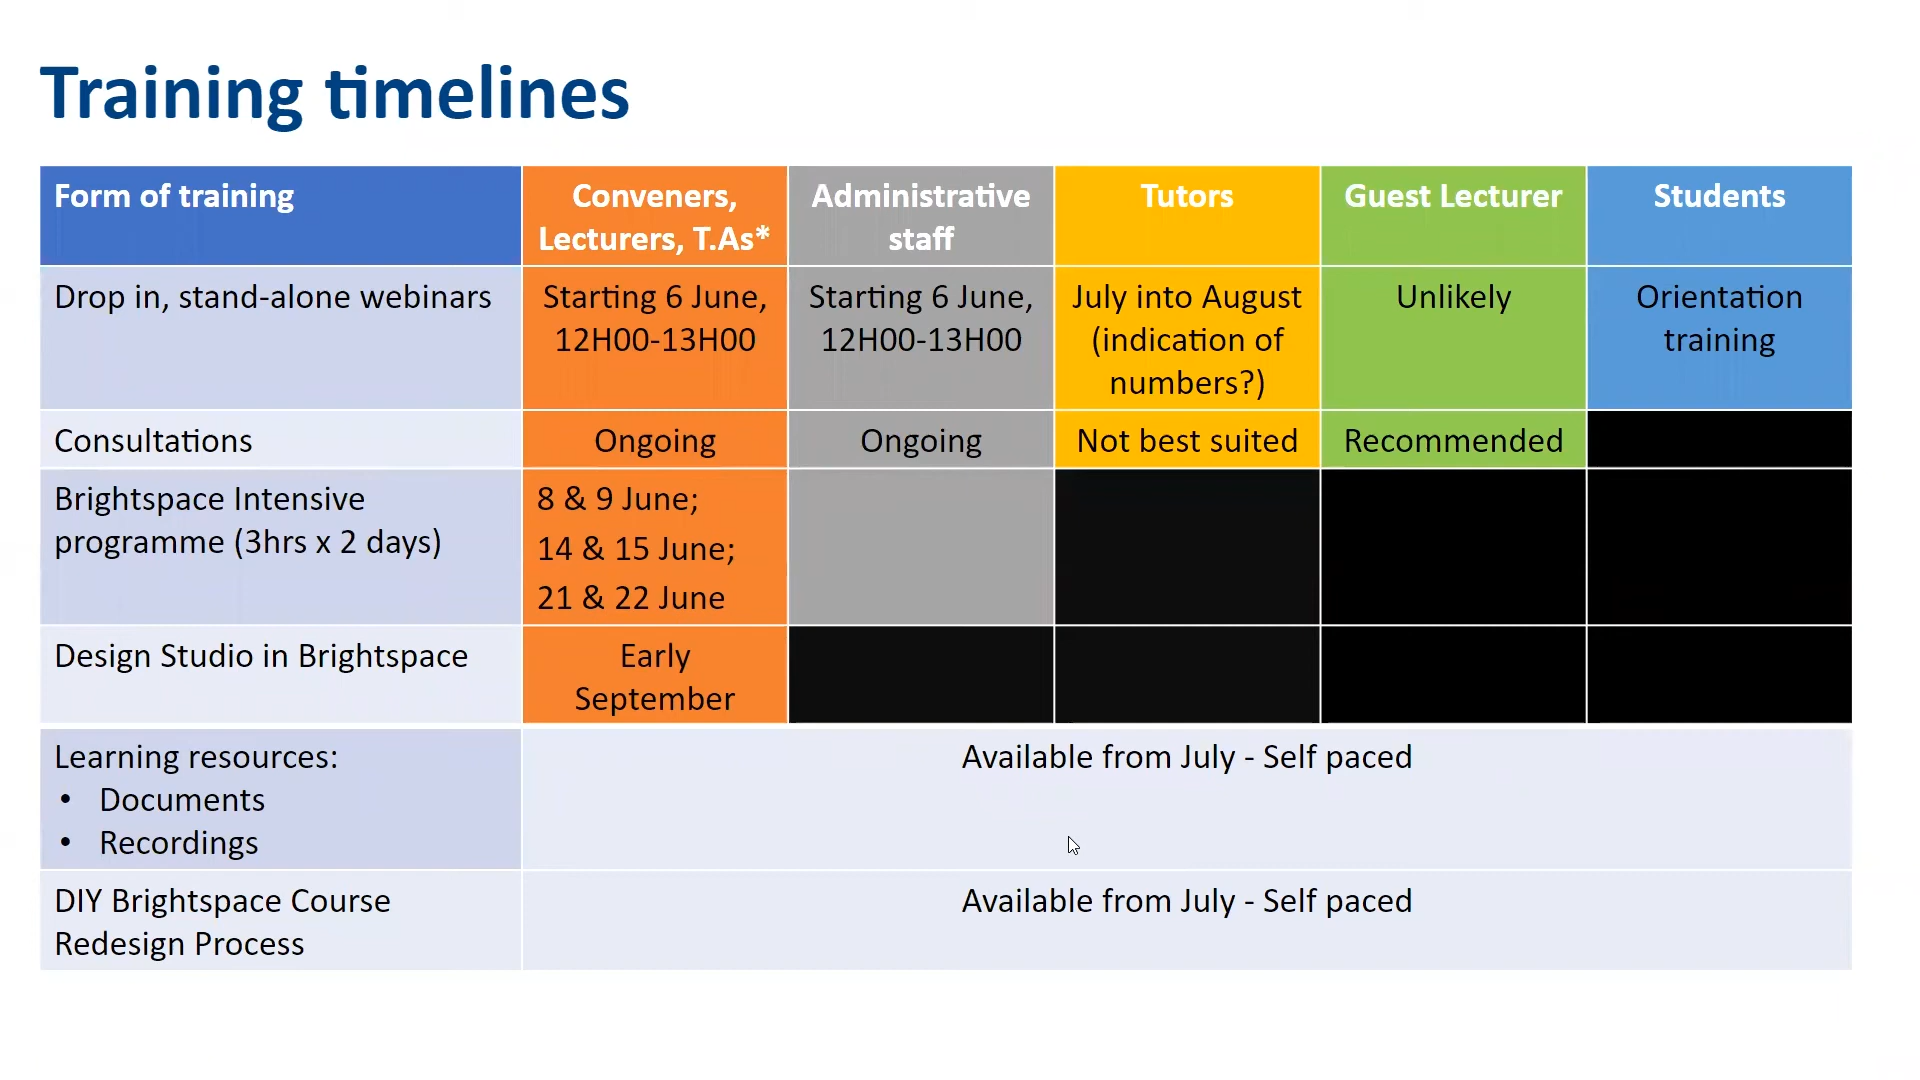 Training timelines
Form of training
Conveners,
Lecturers, T.As*
Administrative
staff
Tutors
Guest Lecturer
Students
Drop in, stand-alone webinars
Starting 6 June,
12H00-13H00
Starting 6 June,
12H00-13H00
July into August
(indication of
numbers?)
Unlikely
Orientation
training
Consultations
Ongoing
Ongoing
Not best suited
Recommended
Brightspace Intensive
programme (3hrs x 2 days)
8 & 9 June;
14 & 15 June;
21 & 22 June
Design Studio in Brightspace
Early
September
Learning resources:
• Documents
• Recordings
Available from July - Self paced
DIY Brightspace Course
Redesign Process
Available from July - Self paced